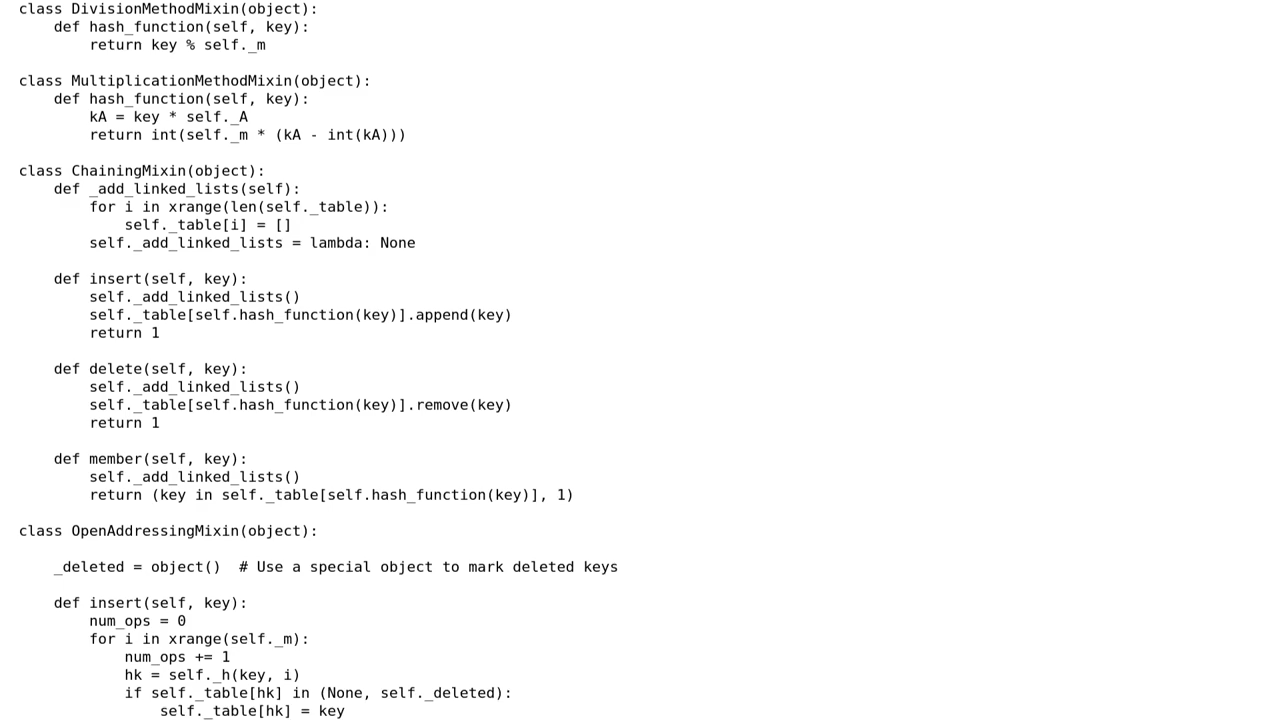 class DivisionMethodMixin(object):
    def hash_function(self, key):
        return key % self._m

class MultiplicationMethodMixin(object):
    def hash_function(self, key):
        kA = key * self._A
        return int(self._m * (kA - int(kA)))

class ChainingMixin(object):
    def _add_linked_lists(self):
        for i in xrange(len(self._table)):
            self._table[i] = []
        self._add_linked_lists = lambda: None

    def insert(self, key):
        self._add_linked_lists()
        self._table[self.hash_function(key)].append(key)
        return 1

    def delete(self, key):
        self._add_linked_lists()
        self._table[self.hash_function(key)].remove(key)
        return 1

    def member(self, key):
        self._add_linked_lists()
        return (key in self._table[self.hash_function(key)], 1)

class OpenAddressingMixin(object):

    _deleted = object()  # Use a special object to mark deleted keys

    def insert(self, key):
        num_ops = 0
        for i in xrange(self._m):
            num_ops += 1
            hk = self._h(key, i)
            if self._table[hk] in (None, self._deleted):
                self._table[hk] = key